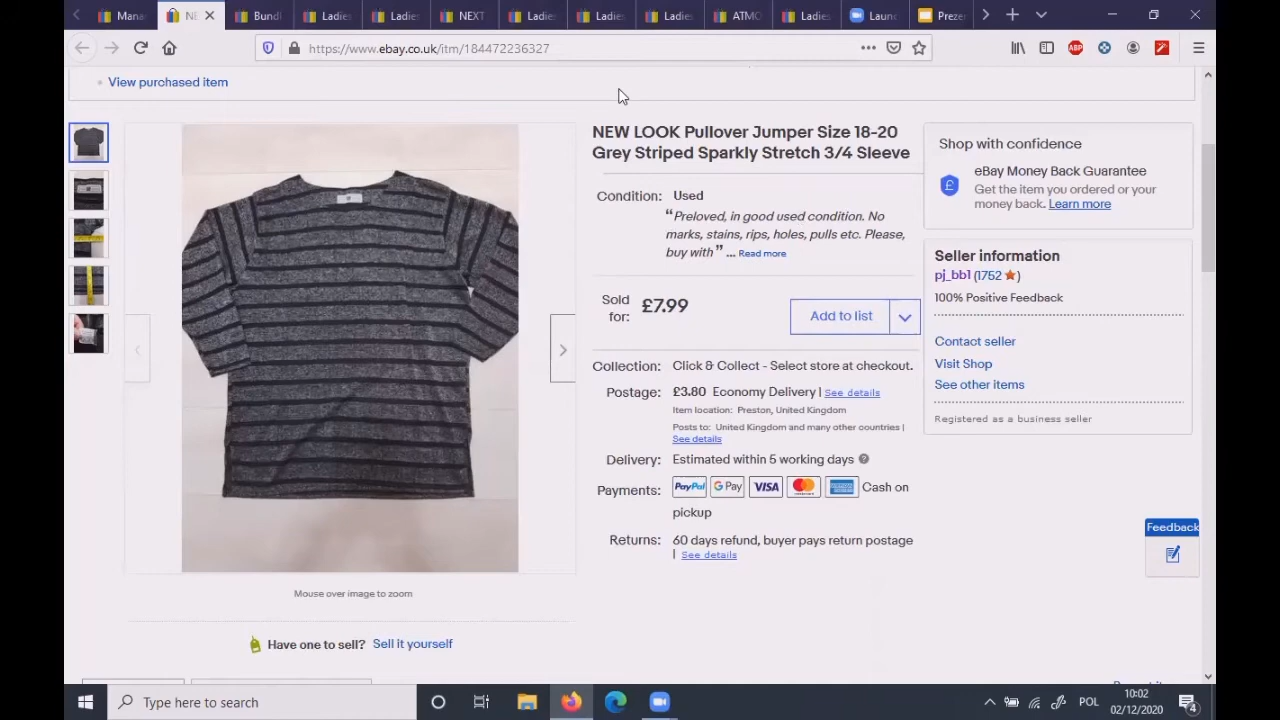 Mana
NE
Bundl
Ladies
Ladie
NEXT
Ladie
Ladie
Ladie
ATMO
Ladies
Launc
Preze
https://www.ebay.co.uk/itm/184472236327
ABP
View purchased item
NEW LOOK Pullover Jumper Size 18-20
Grey Striped Sparkly Stretch 3/4 Sleeve
Condition: Used
“Preloved, in good used condition. No
marks, stains, rips, holes, pulls etc. Please,
buy with” ... Read more
Sold for: £7.99
Add to list
Collection: Click & Collect - Select store at checkout.
Postage: £3.80 Economy Delivery | See details
Item location: Preston, United Kingdom
Posts to: United Kingdom and many other countries |
See details
Delivery: Estimated within 5 working days
Payments: PayPal G Pay VISA Cash on
pickup
Returns: 60 days refund, buyer pays return postage
| See details
Mouse over image to zoom
Have one to sell? Sell it yourself
Shop with confidence
eBay Money Back Guarantee
£
Get the item you ordered or your
money back. Learn more
Seller information
pj_bb1 (1752)
100% Positive Feedback
Contact seller
Visit Shop
See other items
Registered as a business seller
Feedback
Type here to search
POL
10:02
02/12/2020
4